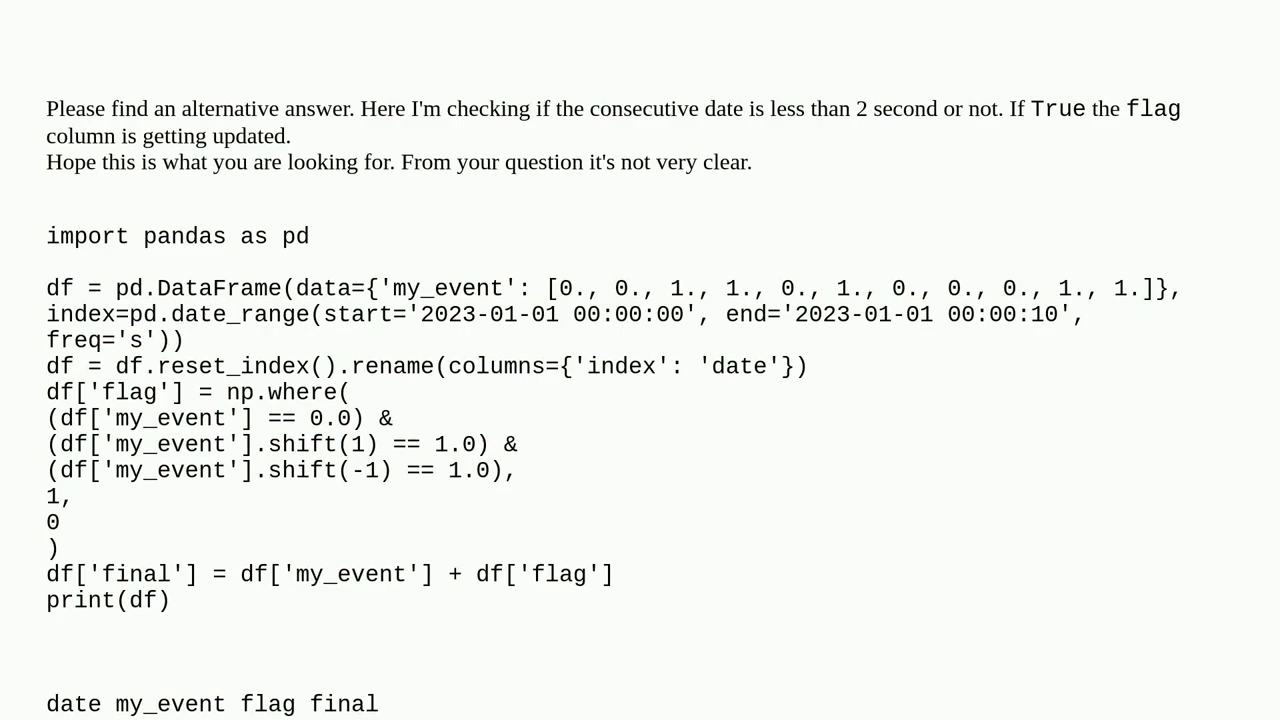 Please find an alternative answer. Here I'm checking if the consecutive date is less than 2 second or not. If True the flag
column is getting updated.
Hope this is what you are looking for. From your question it's not very clear.
import pandas as pd
df = pd.DataFrame(data={'my_event': [0., 0., 1., 1., 0., 1., 0., 0., 0., 1., 1.]},
index=pd.date_range(start='2023-01-01 00:00:00', end='2023-01-01 00:00:10',
freq='s'))
df = df.reset_index().rename(columns={'index': 'date'})
df['flag'] = np.where(
(df['my_event'] == 0.0) &
(df['my_event'].shift(1) == 1.0) &
(df['my_event'].shift(-1) == 1.0),
1,
0
)
df['final'] = df['my_event'] + df['flag']
print(df)
date my_event flag final